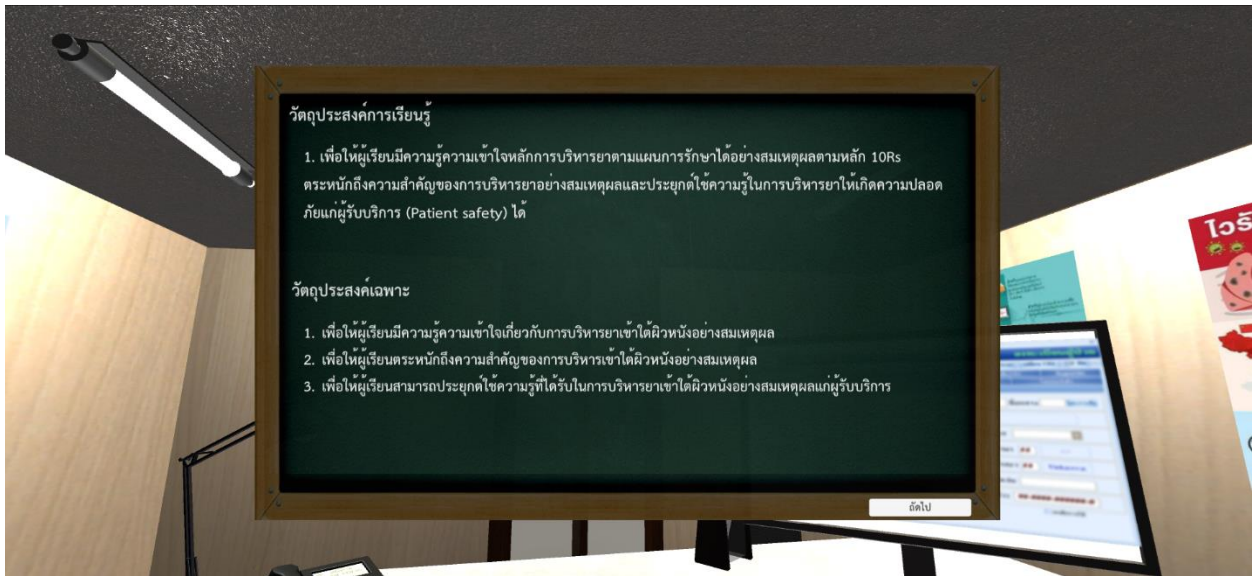 วัตถุประสงค์การเรียนรู้
1. เพื่อให้ผู้เรียนมีความรู้ความเข้าใจหลักการบริหารยาตามแผนการรักษาได้อย่างสมเหตุผลตามหลัก 10Rs
ตระหนักถึงความสำคัญของการบริหารยาอย่างสมเหตุผลและประยุกต์ใช้ความรู้ในการบริหารยาให้เกิดความปลอด
ภัยแก่ผู้รับบริการ (Patient safety) ได้
วัตถุประสงค์เฉพาะ
1. เพื่อให้ผู้เรียนมีความรู้ความเข้าใจเกี่ยวกับการบริหารยาเข้าใต้ผิวหนังอย่างสมเหตุผล
2. เพื่อให้ผู้เรียนตระหนักถึงความสำคัญของการบริหารเข้าใต้ผิวหนังอย่างสมเหตุผล
3. เพื่อให้ผู้เรียนสามารถประยุกต์ใช้ความรู้ที่ได้รับในการบริหารยาเข้าใต้ผิวหนังอย่างสมเหตุผลแก่ผู้รับบริการ
ถัดไป